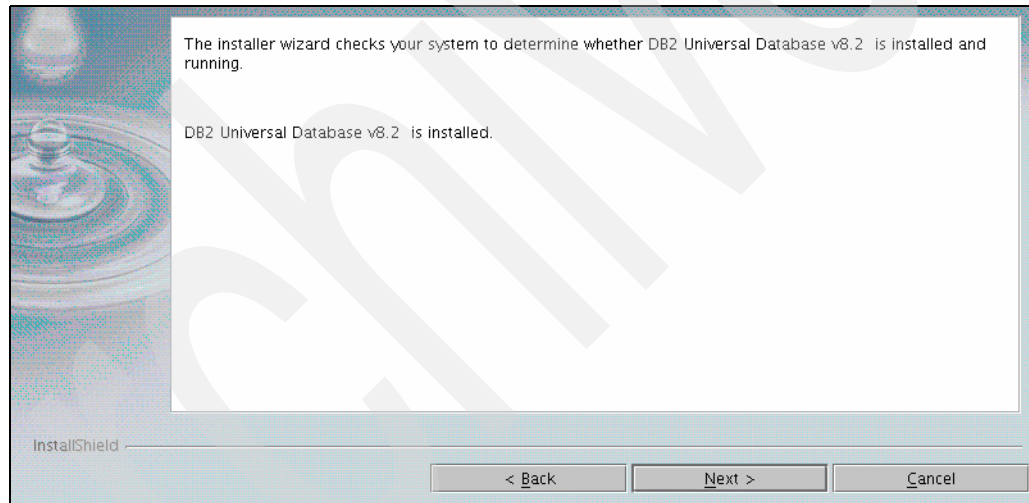 The installer wizard checks your system to determine whether DB2 Universal Database v8.2 is installed and
running.
DB2 Universal Database v8.2 is installed.
InstallShield
< Back
Next >
Cancel